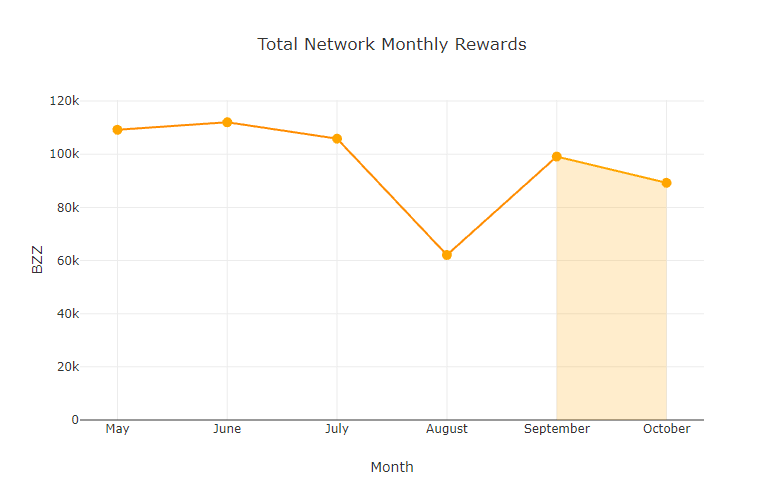 Total Network Monthly Rewards
120k
100k
80k
60k
40k
20k
0
BZZ
May June July August September October
Month